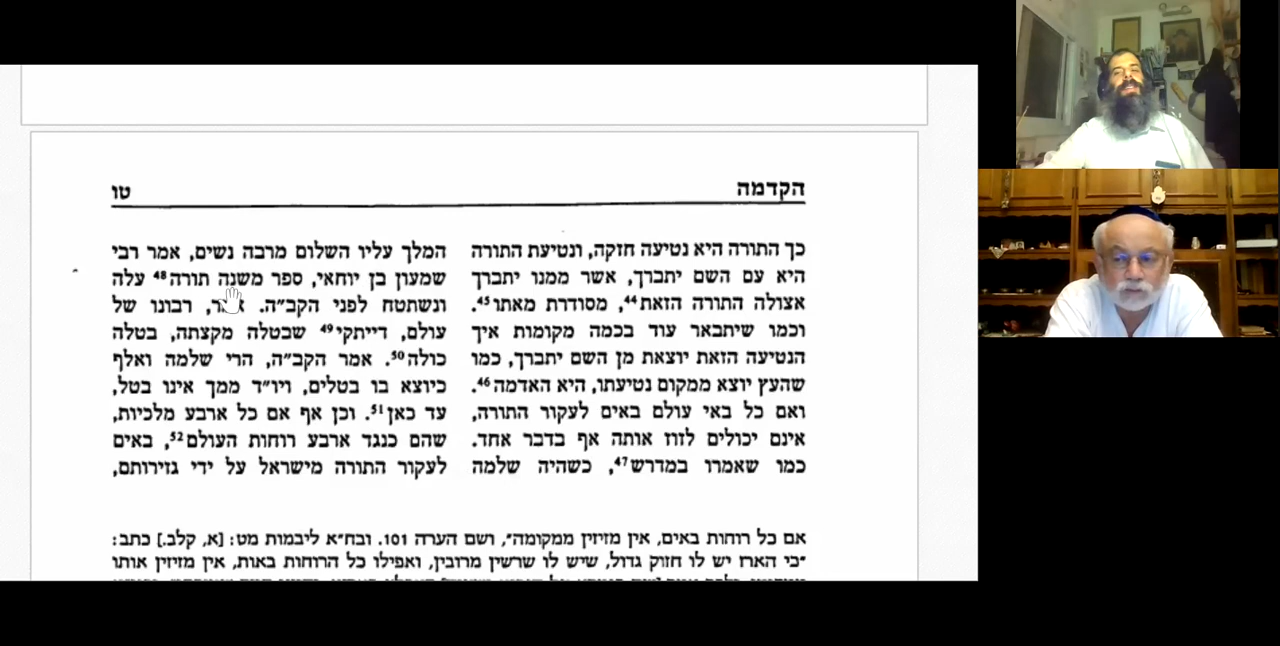 הקדמה
טו
כך התורה היא נטיעה חזקה, ונטיעת התורה
היא עם השם יתברך, אשר ממנו יתברך
אצולה התורה הזאת44, מסודרת מאתו45.
וכמו שיתבאר עוד בכמה מקומות איך
הנטיעה הזאת יוצאת מן השם יתברך, כמו
שהעץ יוצא ממקום נטיעתו, היא האדמה46.
ואם כל באי עולם באים לעקור התורה,
אינם יכולים לזוז אותה אף בדבר אחד.
כמו שאמרו במדרש47, כשהיה שלמה
המלך עליו השלום מרבה נשים, אמר רבי
שמעון בן יוחאי, ספר משנה תורה48 עלה
ונשתטח לפני הקב״ה. אמר, רבונו של
עולם, דייתקי49 שבטלה מקצתה, בטלה
כולה50. אמר הקב״ה, הרי שלמה ואלף
כיוצא בו בטלים, ויו״ד ממך אינו בטל,
עד כאן51. וכן אף אם כל ארבע מלכיות,
שהם כנגד ארבע רוחות העולם52, באים
לעקור התורה מישראל על ידי גזירותם,
אם כל רוחות באים, אין מזיזין ממקומה״, ושם הערה 101. ובח״א ליבמות מט: [א, קלב.] כתב:
״כי הארז יש לו חזוק גדול, שיש לו שרשין מרובין, ואפילו כל הרוחות באות, אין מזיזין אותו